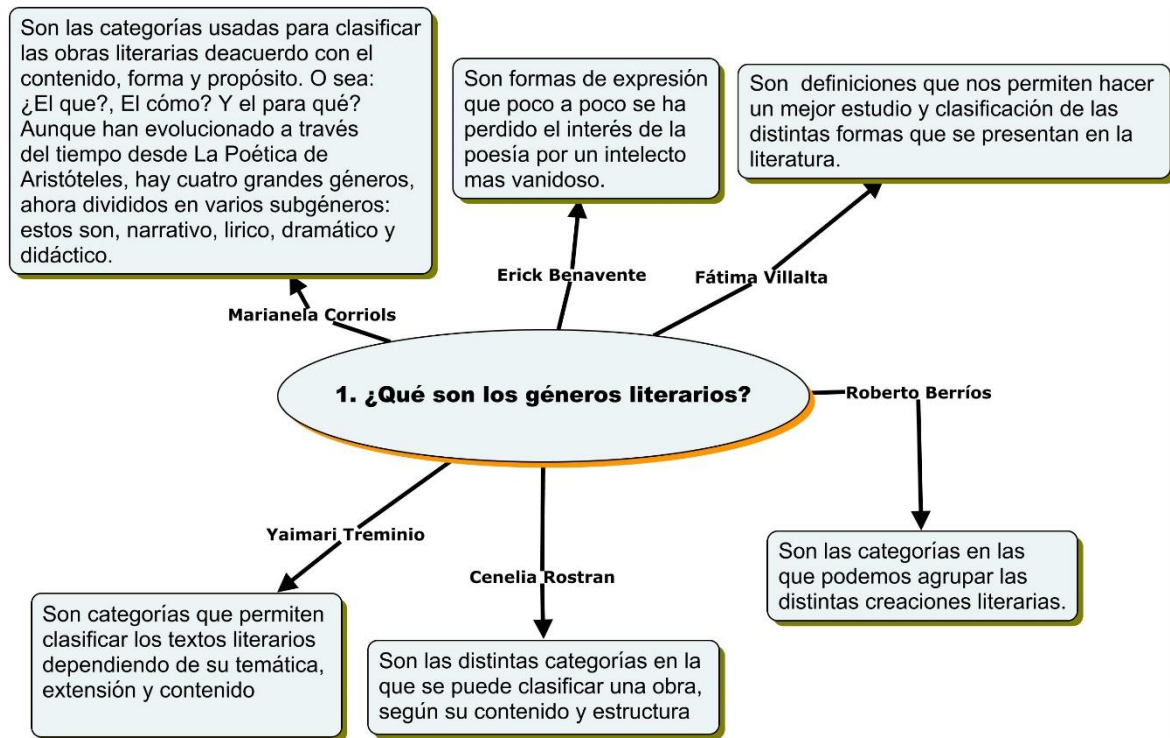 Son las categorías usadas para clasificar
las obras literarias deacuerdo con el
contenido, forma y propósito. O sea:
¿El que?, El cómo? Y el para qué?
Aunque han evolucionado a través
del tiempo desde La Poética de
Aristóteles, hay cuatro grandes géneros,
ahora divididos en varios subgéneros:
estos son, narrativo, lirico, dramático y
didáctico.
Son formas de expresión
que poco a poco se ha
perdido el interés de la
poesía por un intelecto
mas vanidoso.
Son definiciones que nos permiten hacer
un mejor estudio y clasificación de las
distintas formas que se presentan en la
literatura.
Marianela Corriols
Erick Benavente
Fátima Villalta
1. ¿Qué son los géneros literarios?
Roberto Berríos
Yaimari Treminio
Cenelia Rostran
Son categorías que permiten
clasificar los textos literarios
dependiendo de su temática,
extensión y contenido
Son las distintas categorías en la
que se puede clasificar una obra,
según su contenido y estructura
Son las categorías en las
que podemos agrupar las
distintas creaciones literarias.